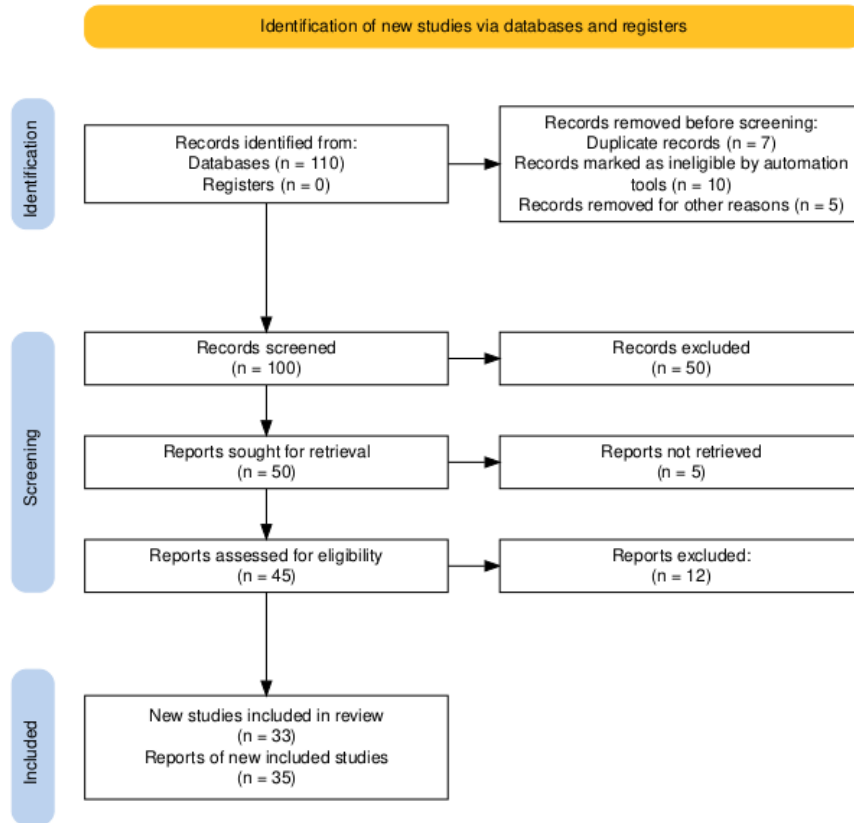 Identification of new studies via databases and registers
Identification
Records identified from:
Databases (n = 110)
Registers (n = 0)
Records removed before screening:
Duplicate records (n = 7)
Records marked as ineligible by automation
tools (n = 10)
Records removed for other reasons (n = 5)
Screening
Records screened
(n = 100)
Records excluded
(n = 50)
Reports sought for retrieval
(n = 50)
Reports not retrieved
(n = 5)
Reports assessed for eligibility
(n = 45)
Reports excluded:
(n = 12)
Included
New studies included in review
(n = 33)
Reports of new included studies
(n = 35)